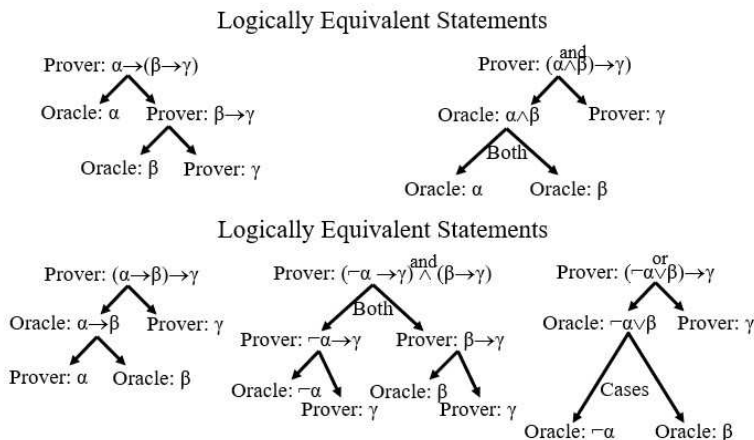 Logically Equivalent Statements
Prover: α→(β→γ)
Oracle: α Prover: β→γ
Oracle: β Prover: γ
and
Prover: (α∧β)→γ)
Oracle: α∧β Prover: γ
Both
Oracle: α Oracle: β
Logically Equivalent Statements
Prover: (α→β)→γ
Oracle: α→β Prover: γ
Prover: α Oracle: β
and
Prover: (⌐α →γ) ∧ (β→γ)
Both
Prover: ⌐α→γ Prover: β→γ
Oracle: ⌐α Oracle: β
Prover: γ Prover: γ
or
Prover: (⌐α∨β)→γ
Oracle: ⌐α∨β Prover: γ
Cases
Oracle: ⌐α Oracle: β